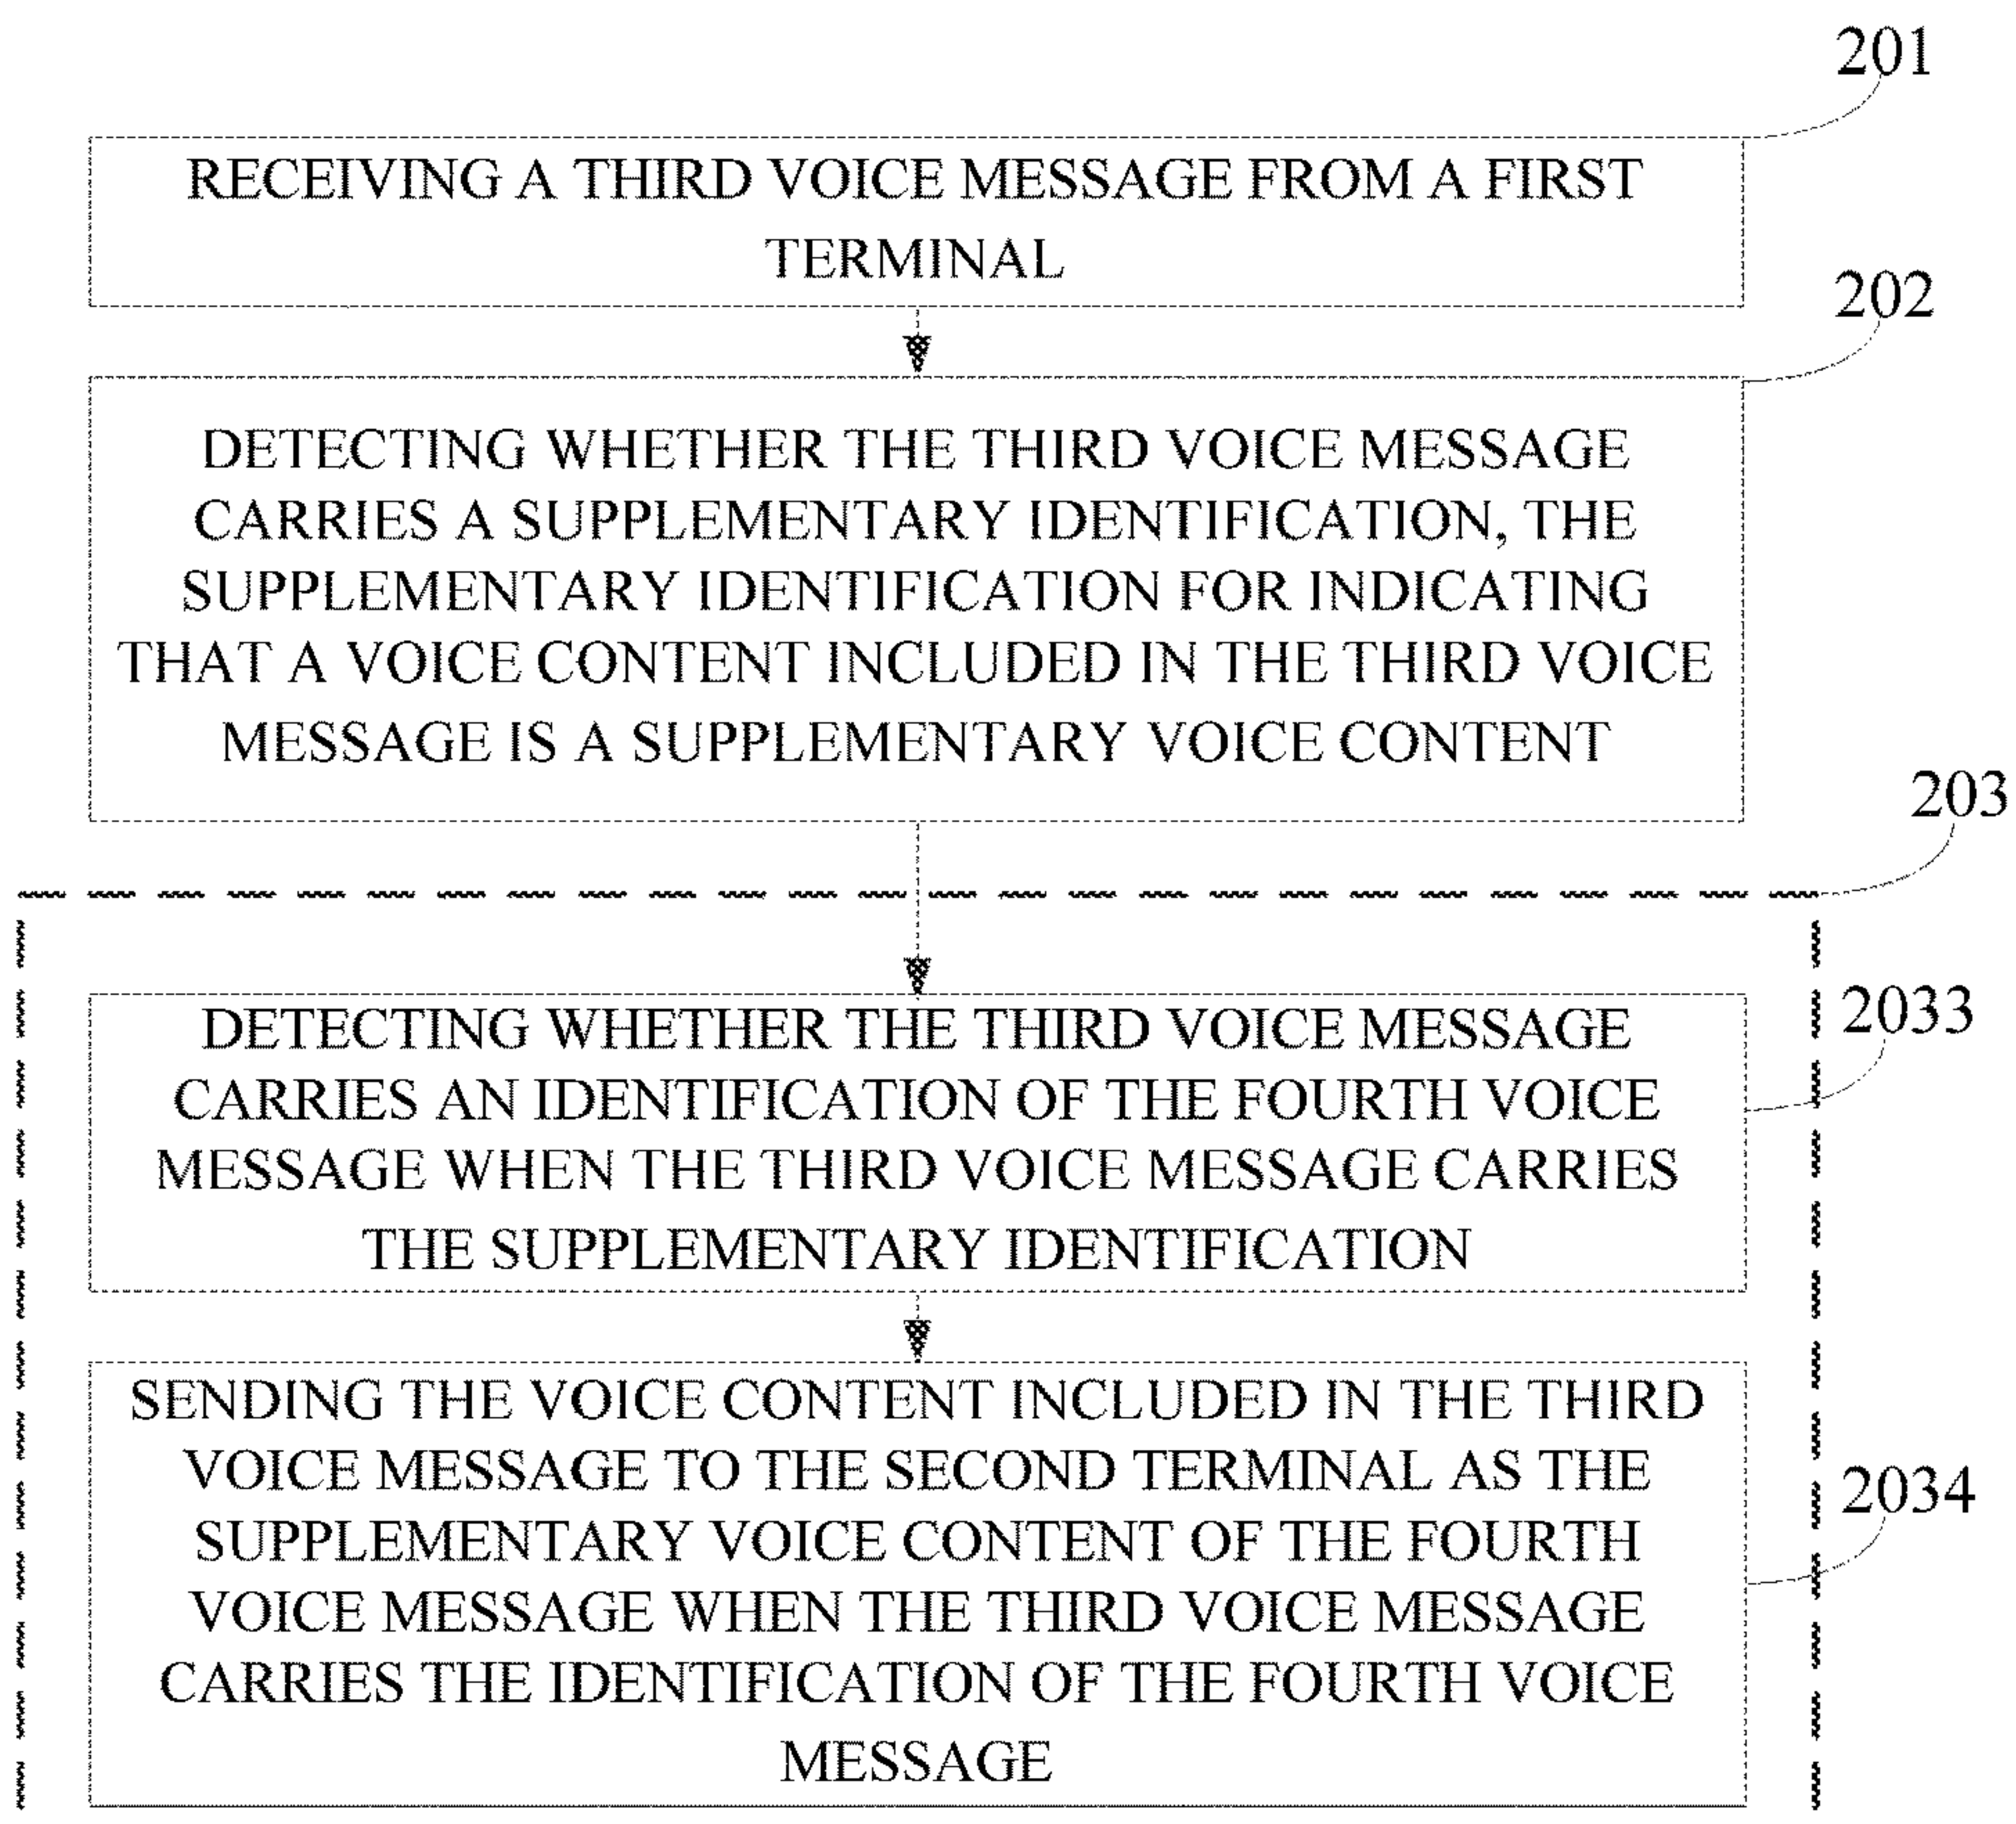 201
RECEIVING A THIRD VOICE MESSAGE FROM A FIRST
TERMINAL
202
DETECTING WHETHER THE THIRD VOICE MESSAGE
CARRIES A SUPPLEMENTARY IDENTIFICATION, THE
SUPPLEMENTARY IDENTIFICATION FOR INDICATING
THAT A VOICE CONTENT INCLUDED IN THE THIRD VOICE
MESSAGE IS A SUPPLEMENTARY VOICE CONTENT
203
2033
DETECTING WHETHER THE THIRD VOICE MESSAGE
CARRIES AN IDENTIFICATION OF THE FOURTH VOICE
MESSAGE WHEN THE THIRD VOICE MESSAGE CARRIES
THE SUPPLEMENTARY IDENTIFICATION
SENDING THE VOICE CONTENT INCLUDED IN THE THIRD
VOICE MESSAGE TO THE SECOND TERMINAL AS THE
2034
SUPPLEMENTARY VOICE CONTENT OF THE FOURTH
VOICE MESSAGE WHEN THE THIRD VOICE MESSAGE
CARRIES THE IDENTIFICATION OF THE FOURTH VOICE
MESSAGE